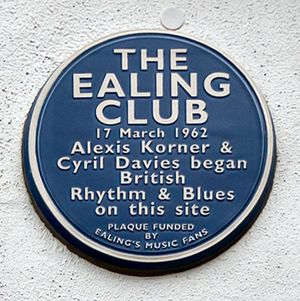 THE
EALING
CLUB
17 March 1962
Alexis Korner &
Cyril Davies began
British
Rhythm & Blues
on this site
PLAQUE FUNDED
BY
EALING'S MUSIC FANS